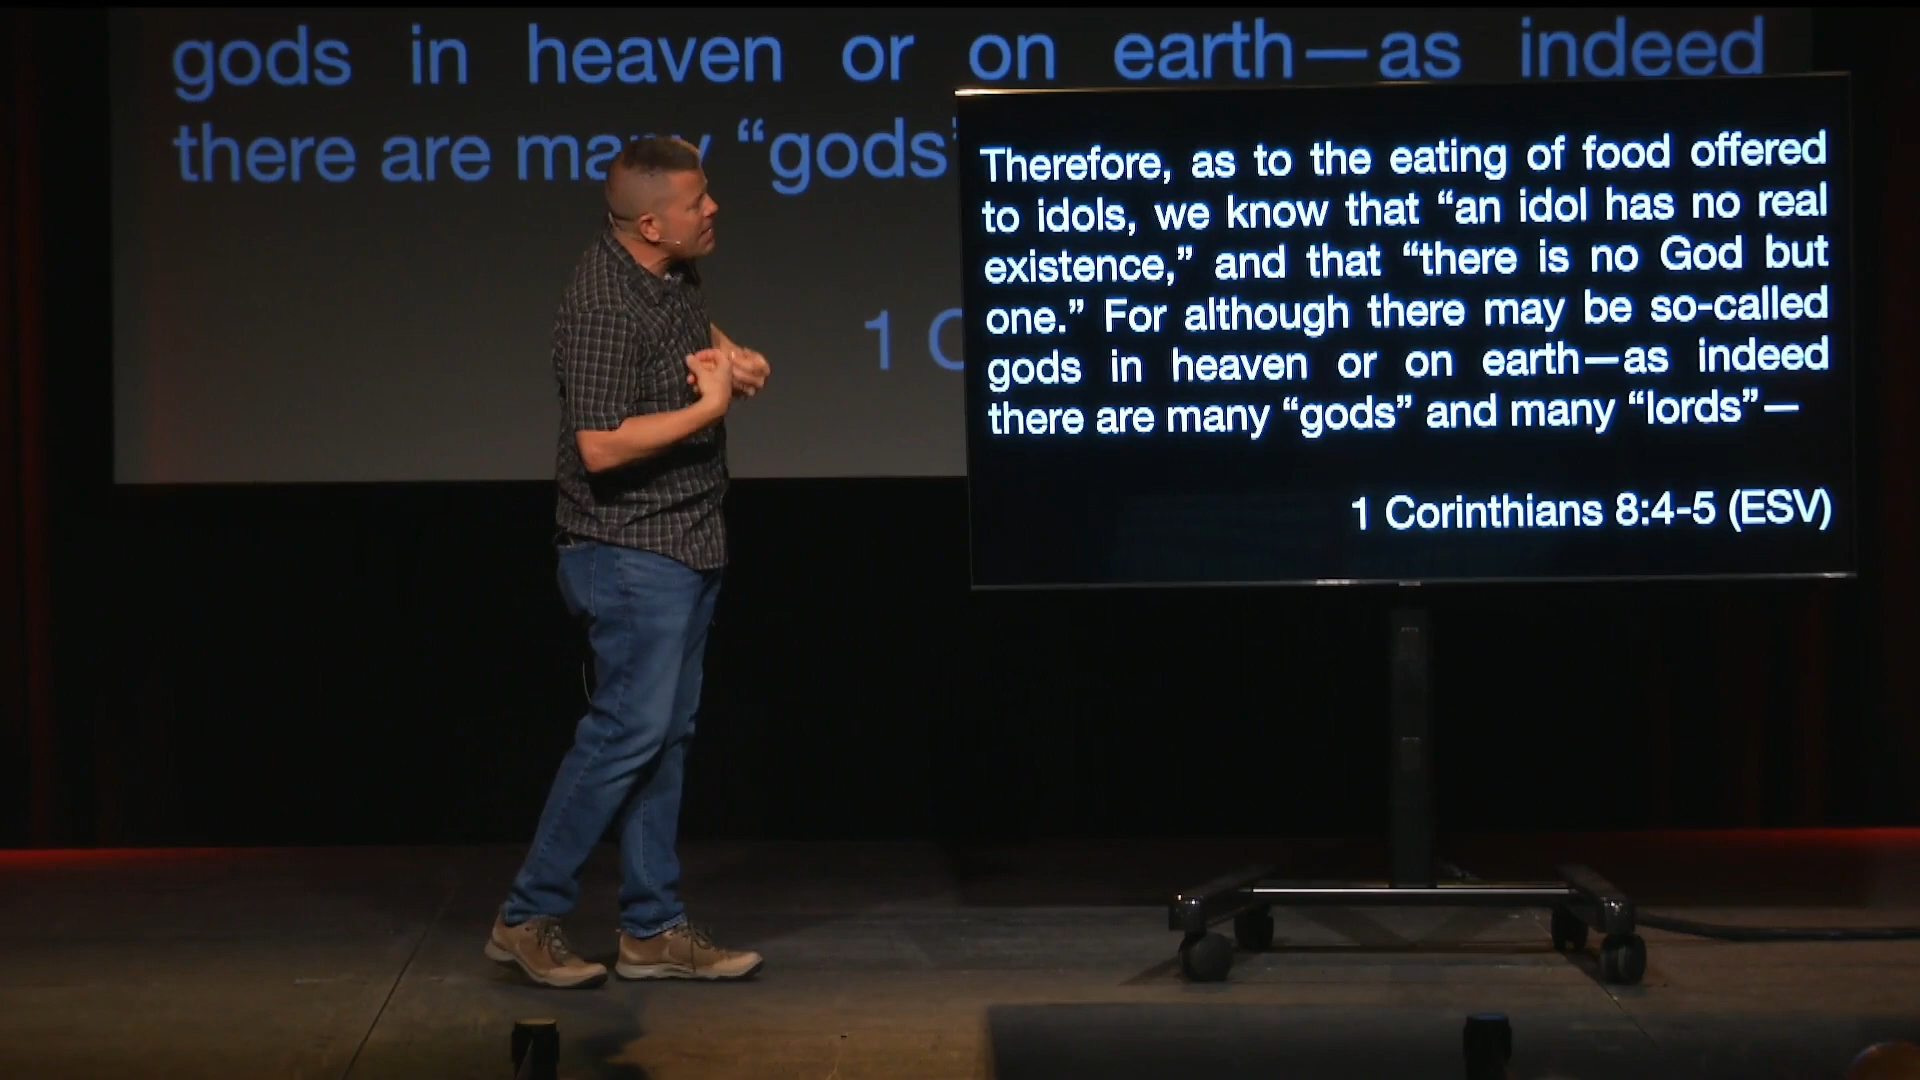 gods in heaven or on earth—as indeed
there are many “gods”
1 C
Therefore, as to the eating of food offered
to idols, we know that “an idol has no real
existence,” and that “there is no God but
one.” For although there may be so-called
gods in heaven or on earth—as indeed
there are many “gods” and many “lords”—
1 Corinthians 8:4-5 (ESV)